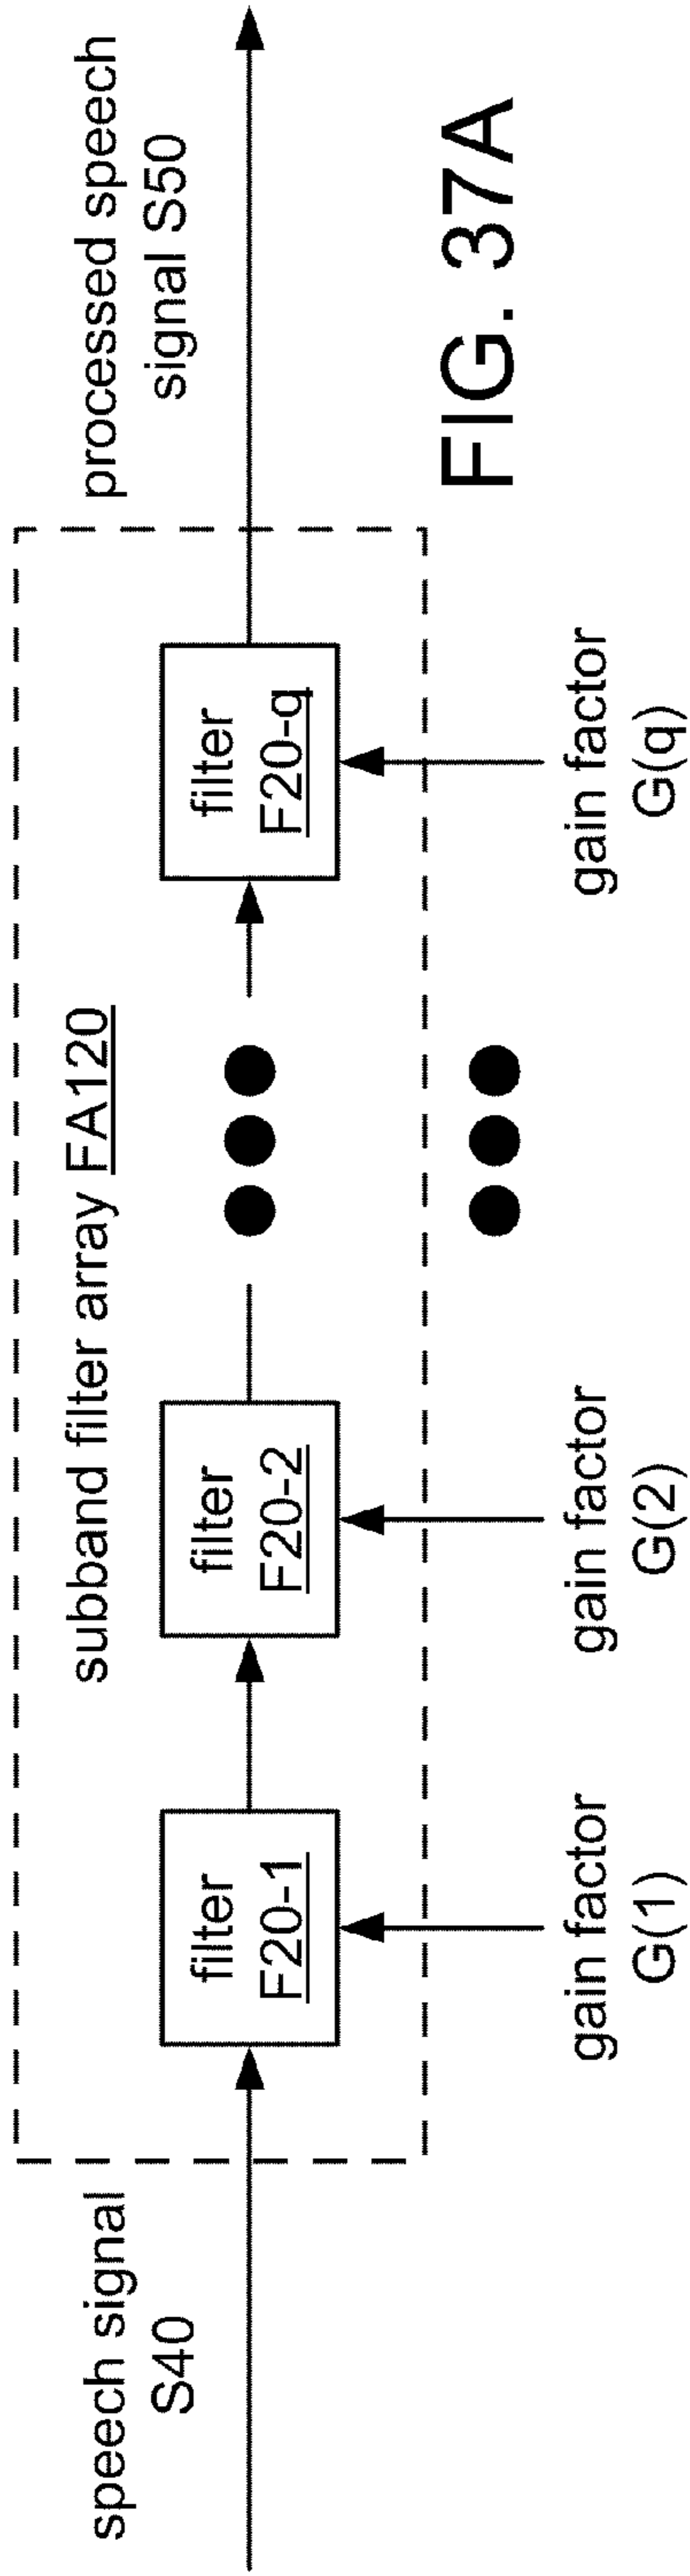 speech signal
S40
subband filter array FA120
filter
F20-1
filter
F20-2
filter
F20-q
processed speech
signal S50
gain factor
G(1)
gain factor
G(2)
gain factor
G(q)
FIG. 37A